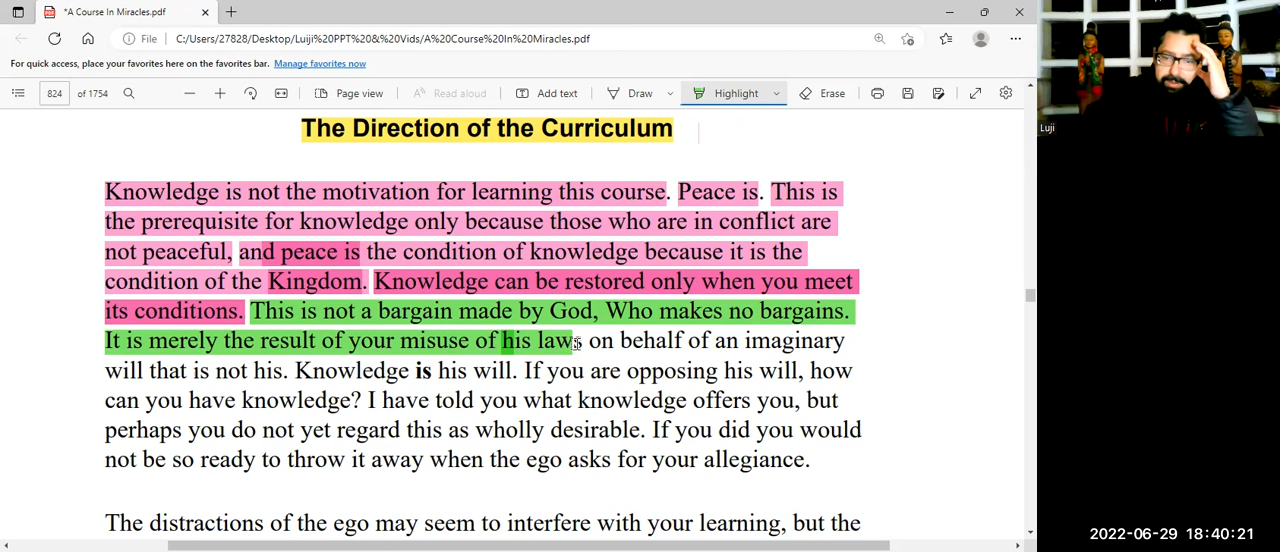 *A Course In Miracles.pdf
File C:/Users/27828/Desktop/Luiji%20PPT%20&%20Vids/A%20Course%20In%20Miracles.pdf
For quick access, place your favorites here on the favorites bar. Manage favorites now
824 of 1754 Page view Read aloud Add text Draw Highlight Erase
The Direction of the Curriculum
Knowledge is not the motivation for learning this course. Peace is. This is
the prerequisite for knowledge only because those who are in conflict are
not peaceful, and peace is the condition of knowledge because it is the
condition of the Kingdom. Knowledge can be restored only when you meet
its conditions. This is not a bargain made by God, Who makes no bargains.
It is merely the result of your misuse of his laws on behalf of an imaginary
will that is not his. Knowledge is his will. If you are opposing his will, how
can you have knowledge? I have told you what knowledge offers you, but
perhaps you do not yet regard this as wholly desirable. If you did you would
not be so ready to throw it away when the ego asks for your allegiance.
The distractions of the ego may seem to interfere with your learning, but the
Luji
2022-06-29 18:40:21